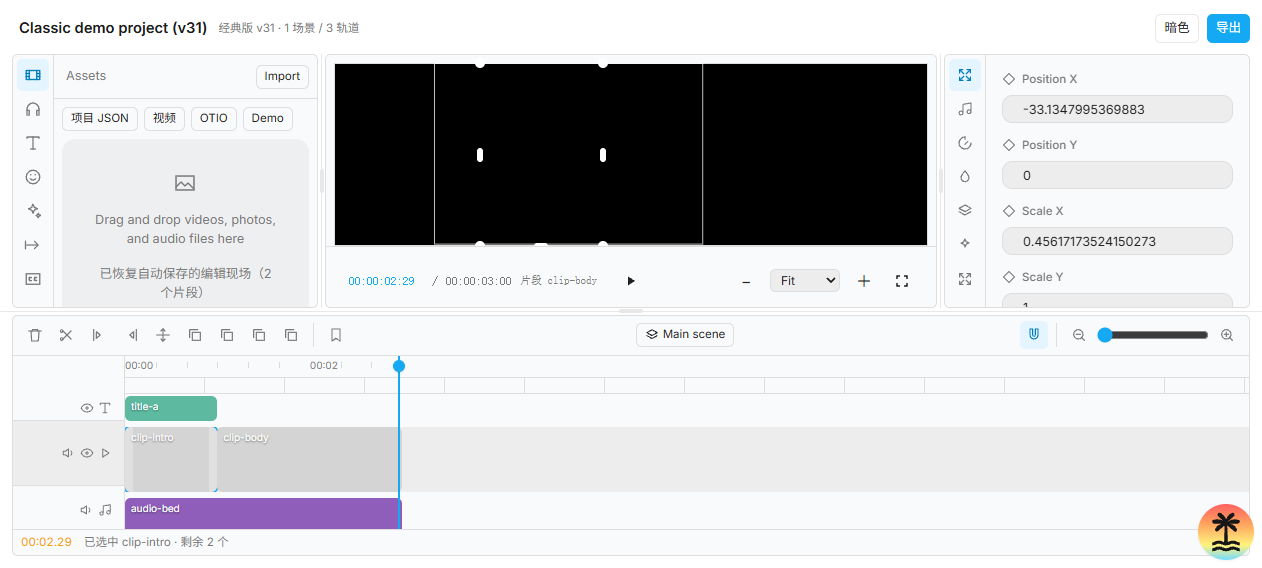 Classic demo project (v31) 经典版 v31 · 1 场景 / 3 轨道 暗色 导出
Assets Import
项目 JSON 视频 OTIO Demo
Drag and drop videos, photos,
and audio files here
已恢复自动保存的编辑现场（2
个片段）
00:00:02:29 / 00:00:03:00 片段 clip-body Fit
Position X
-33.1347995369883
Position Y
0
Scale X
0.45617173524150273
Scale Y
1
Main scene
00:00 00:02
title-a
clip-intro clip-body
audio-bed
00:02.29 已选中 clip-intro · 剩余 2 个